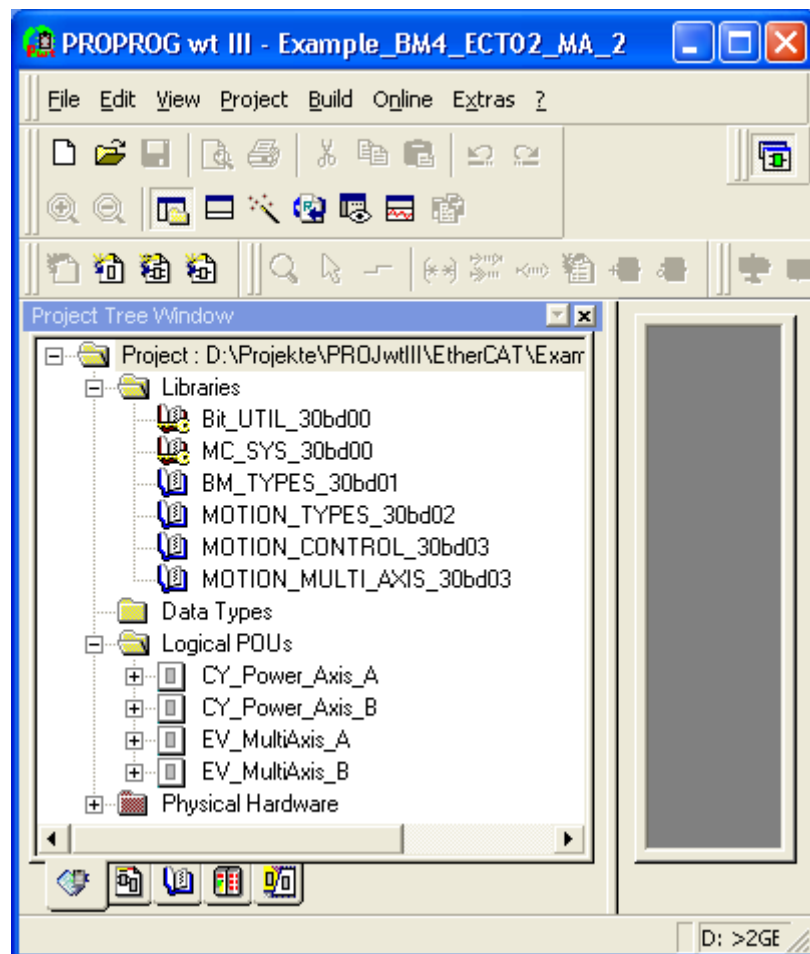 PROPROG wt III - Example_BM4_ECT02_MA_2
File Edit View Project Build Online Extras ?
Project Tree Window
Project : D:\Projekte\PROJwtIII\EtherCAT\Exam
Libraries
Bit_UTIL_30bd00
MC_SYS_30bd00
BM_TYPES_30bd01
MOTION_TYPES_30bd02
MOTION_CONTROL_30bd03
MOTION_MULTI_AXIS_30bd03
Data Types
Logical POUs
CY_Power_Axis_A
CY_Power_Axis_B
EV_MultiAxis_A
EV_MultiAxis_B
Physical Hardware
D: >2GE